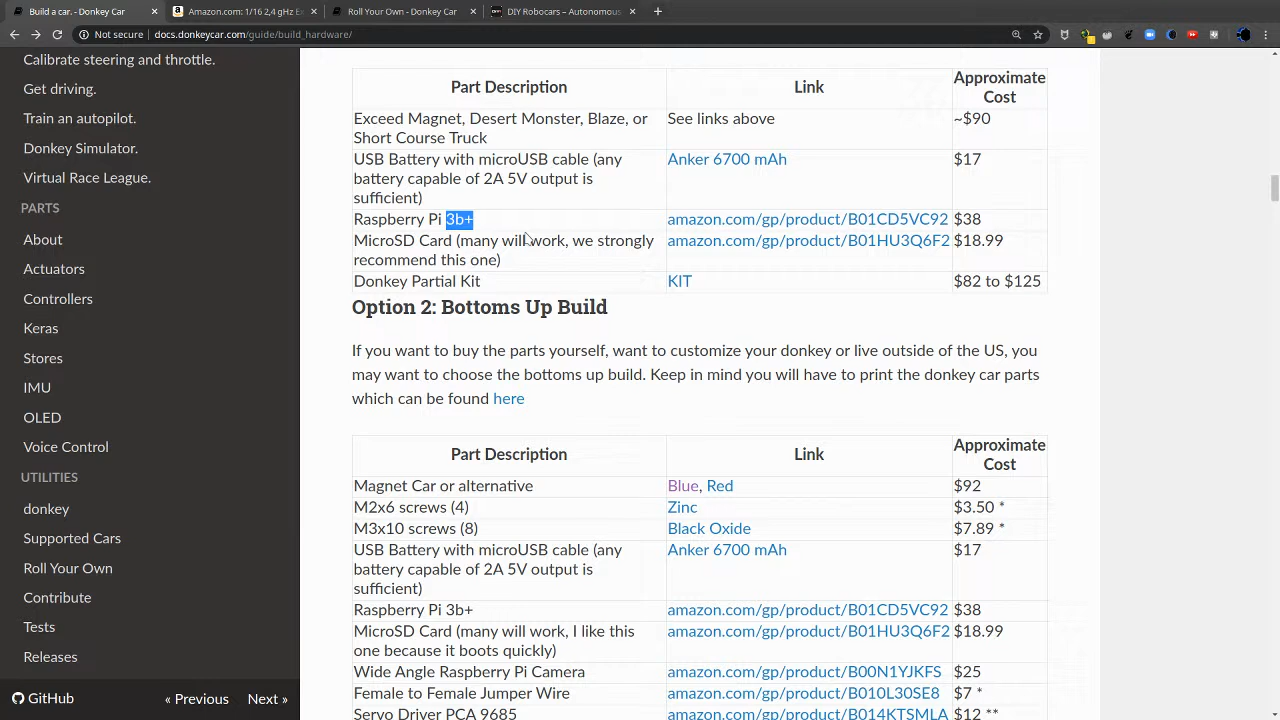 Build a car. - Donkey Car
Amazon.com: 1/16 2,4 gHz E
Roll Your Own - Donkey Car
DIY Robocars – Autonomous
Not secure | docs.donkeycar.com/guide/build_hardware/
Calibrate steering and throttle.
Get driving.
Train an autopilot.
Donkey Simulator.
Virtual Race League.
PARTS
About
Actuators
Controllers
Keras
Stores
IMU
OLED
Voice Control
UTILITIES
donkey
Supported Cars
Roll Your Own
Contribute
Tests
Releases
GitHub
« Previous
Next »
Part Description
Link
Approximate
Cost
Exceed Magnet, Desert Monster, Blaze, or
Short Course Truck
See links above
~$90
USB Battery with microUSB cable (any
battery capable of 2A 5V output is
sufficient)
Anker 6700 mAh
$17
Raspberry Pi 3b+
amazon.com/gp/product/B01CD5VC92
$38
MicroSD Card (many will work, we strongly
recommend this one)
amazon.com/gp/product/B01HU3Q6F2
$18.99
Donkey Partial Kit
KIT
$82 to $125
Option 2: Bottoms Up Build
If you want to buy the parts yourself, want to customize your donkey or live outside of the US, you
may want to choose the bottoms up build. Keep in mind you will have to print the donkey car parts
which can be found here
Part Description
Link
Approximate
Cost
Magnet Car or alternative
Blue, Red
$92
M2x6 screws (4)
Zinc
$3.50 *
M3x10 screws (8)
Black Oxide
$7.89 *
USB Battery with microUSB cable (any
battery capable of 2A 5V output is
sufficient)
Anker 6700 mAh
$17
Raspberry Pi 3b+
amazon.com/gp/product/B01CD5VC92
$38
MicroSD Card (many will work, I like this
one because it boots quickly)
amazon.com/gp/product/B01HU3Q6F2
$18.99
Wide Angle Raspberry Pi Camera
amazon.com/gp/product/B00N1YJKFS
$25
Female to Female Jumper Wire
amazon.com/gp/product/B010L30SE8
$7 *
Servo Driver PCA 9685
amazon.com/gp/product/B014KTSMLA
$12 **